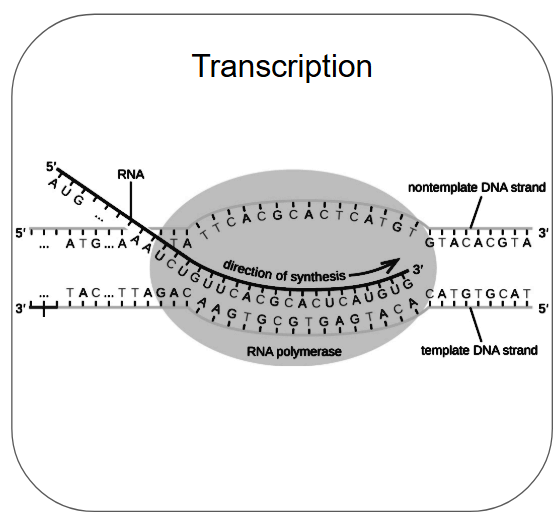 Transcription
5'
RNA
AUG ...
nontemplate DNA strand
5'
... ATG...A
TA
TTCACGCACTCATGT
GTACACGTA
3'
AAUCUGUUCACGCACUCAUGUG
direction of synthesis
3'
... TAC...TTAGAC
AAGTGCGTGAGTACA
CATGTGCAT
3'
5'
RNA polymerase
template DNA strand